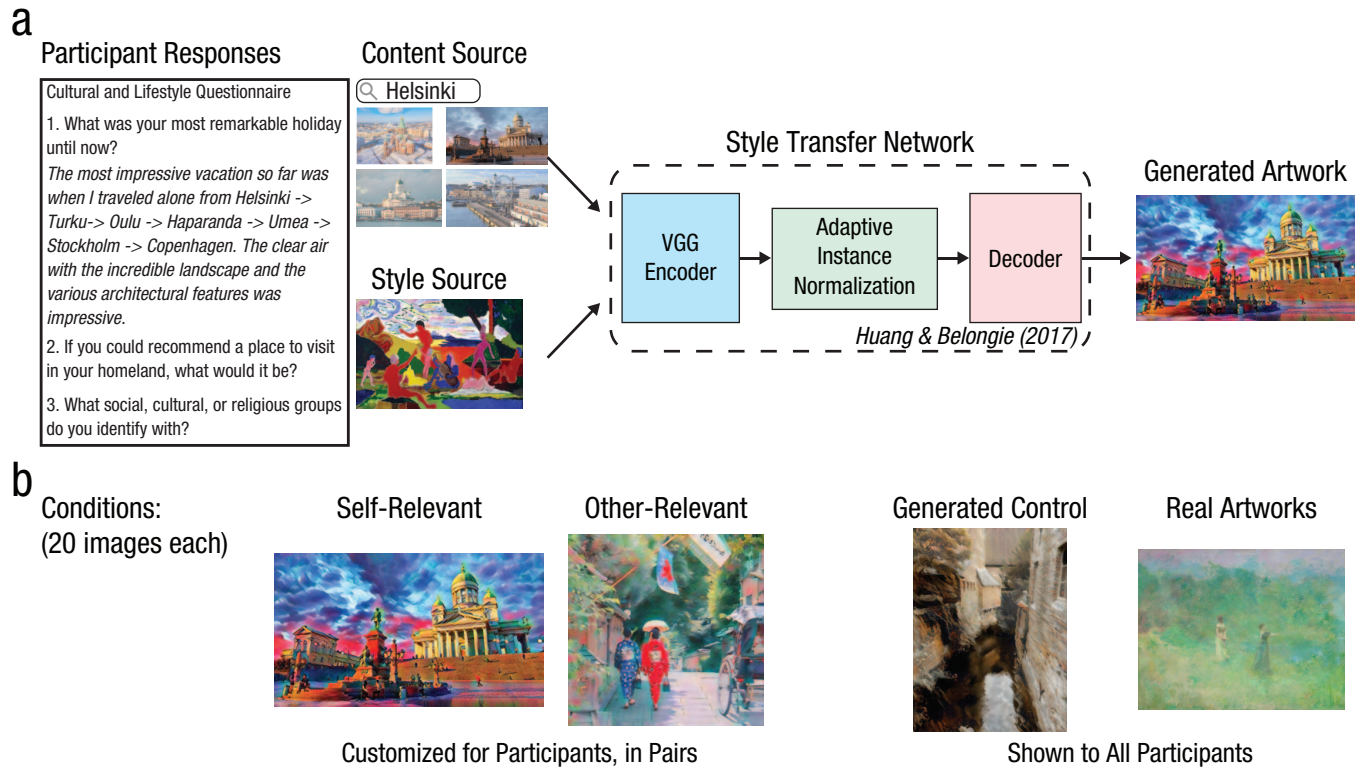 a
Participant Responses
Cultural and Lifestyle Questionnaire
1. What was your most remarkable holiday
until now?
The most impressive vacation so far was
when I traveled alone from Helsinki ->
Turku-> Oulu -> Haparanda -> Umea ->
Stockholm -> Copenhagen. The clear air
with the incredible landscape and the
various architectural features was
impressive.
2. If you could recommend a place to visit
in your homeland, what would it be?
3. What social, cultural, or religious groups
do you identify with?
Content Source
Helsinki
Style Source
Style Transfer Network
VGG
Encoder
Adaptive
Instance
Normalization
Decoder
Huang & Belongie (2017)
Generated Artwork
b
Conditions:
(20 images each)
Self-Relevant
Other-Relevant
Generated Control
Real Artworks
Customized for Participants, in Pairs
Shown to All Participants